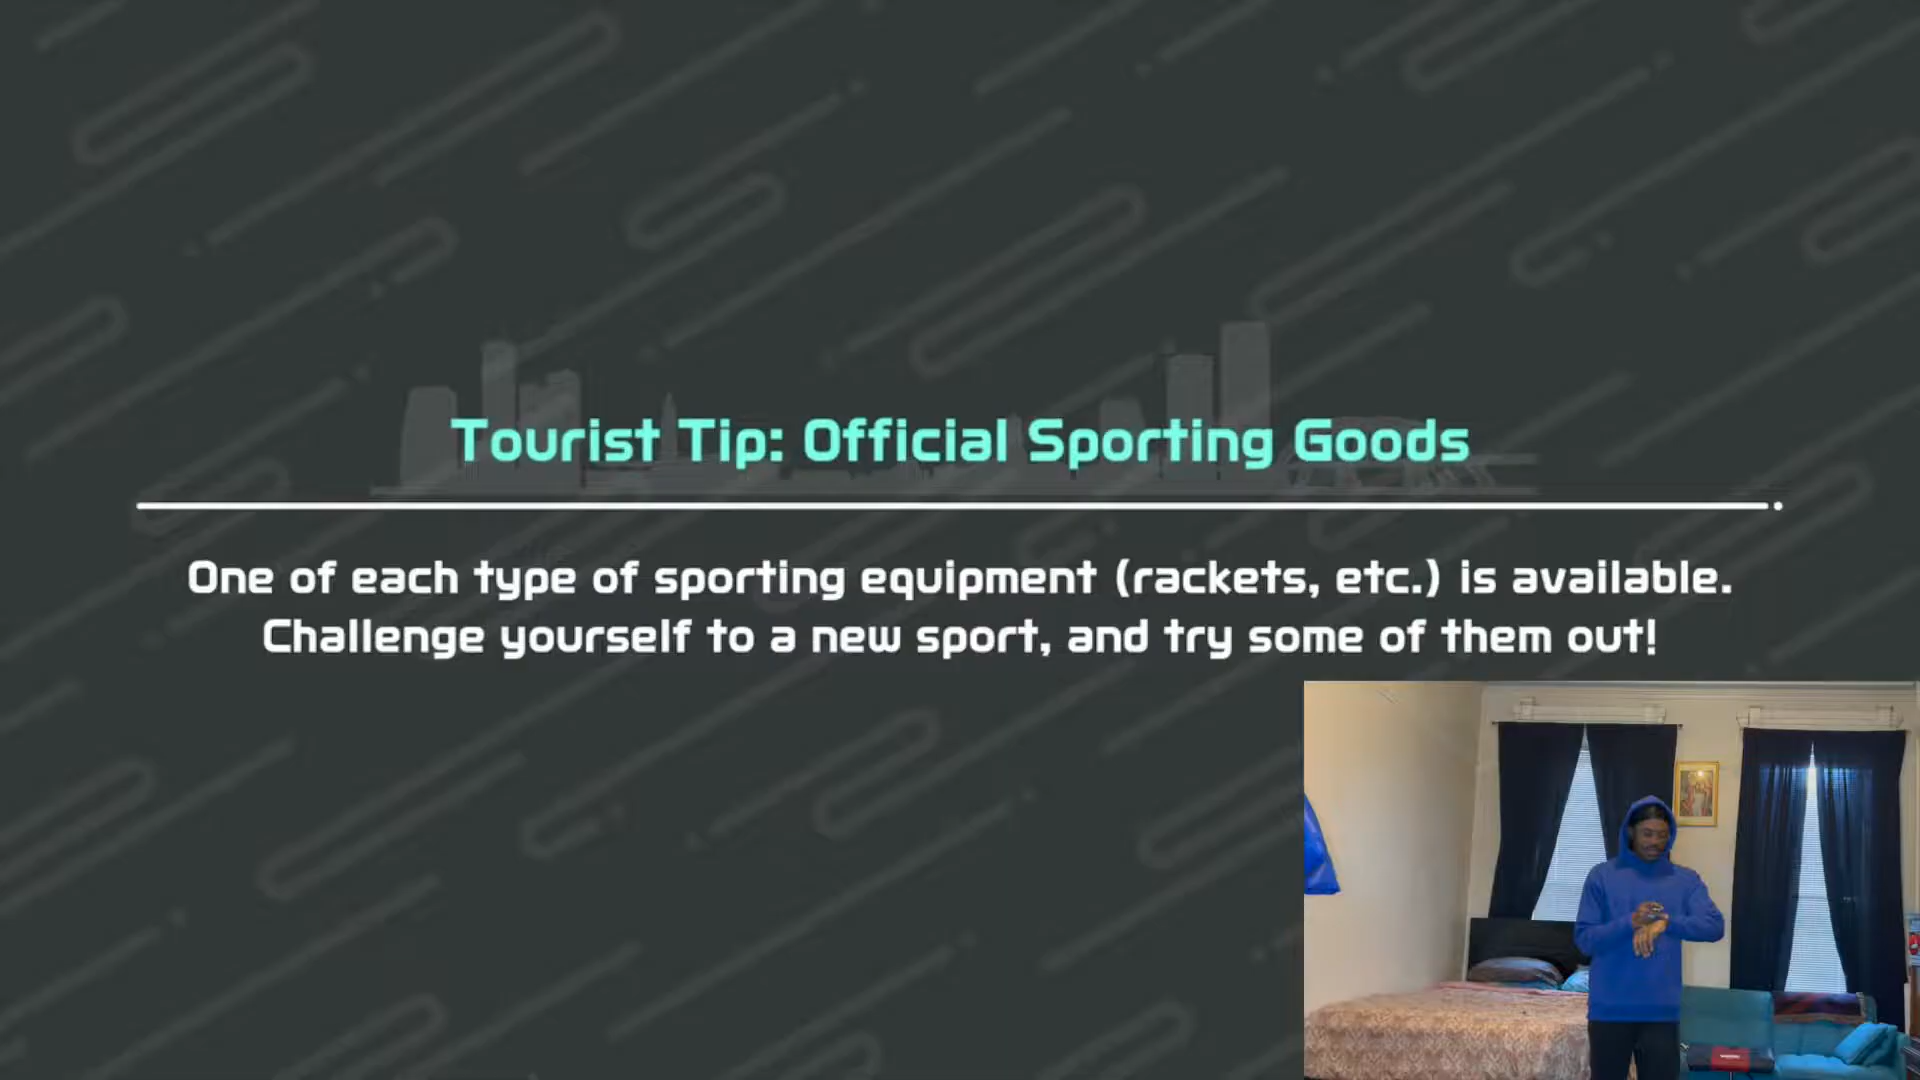 Tourist Tip: Official Sporting Goods
One of each type of sporting equipment (rackets, etc.) is available.
Challenge yourself to a new sport, and try some of them out!